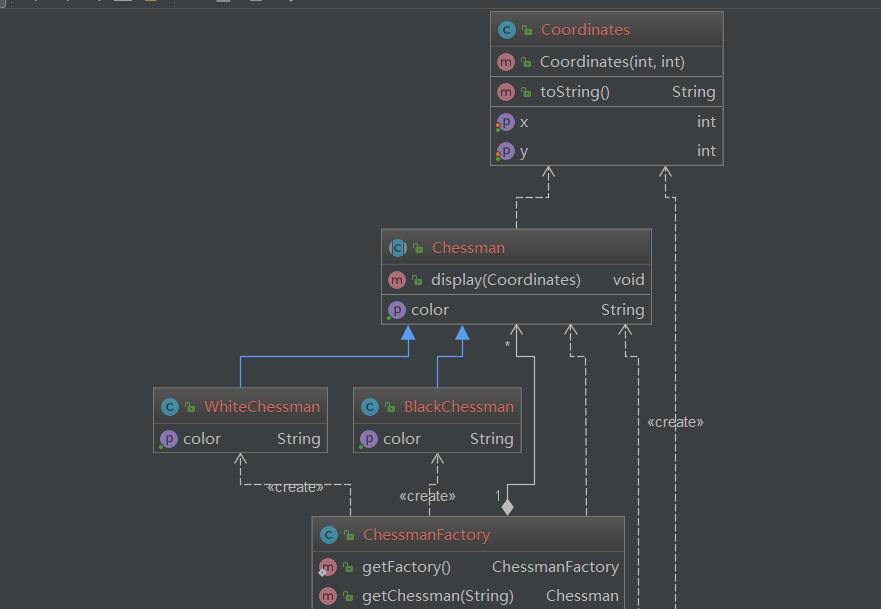 Coordinates
Coordinates(int, int)
toString() String
x int
y int
Chessman
display(Coordinates) void
color String
*
WhiteChessman
color String
BlackChessman
color String
«create»
«create»
«create»
1
ChessmanFactory
getFactory() ChessmanFactory
getChessman(String) Chessman